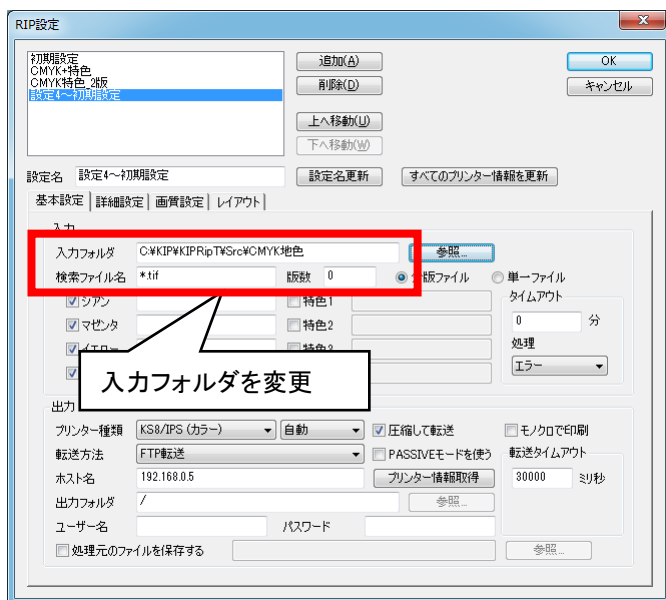 RIP設定
初期設定
CMYK+特色
CMYK特色_2版
設定4～初期設定
追加(A)
削除(D)
上へ移動(U)
下へ移動(W)
OK
キャンセル
設定名 設定4～初期設定 設定名更新 すべてのプリンター情報を更新
基本設定 詳細設定 画質設定 レイアウト
入力
入力フォルダ C:¥KIP¥KIPRipT¥Src¥CMYK地色 参照...
検索ファイル名 *.tif 版数 0 分版ファイル 単一ファイル
シアン 特色1 タイムアウト
マゼンタ 特色2 0 分
イエロー 特色3 処理
エラー
入力フォルダを変更
出力
プリンター種類 KS8/IPS (カラー) 自動 圧縮して転送 モノクロで印刷
転送方法 FTP転送 PASSIVEモードを使う 転送タイムアウト
ホスト名 192.168.0.5 プリンター情報取得 30000 ミリ秒
出力フォルダ / 参照...
ユーザー名 パスワード
処理元のファイルを保存する 参照...